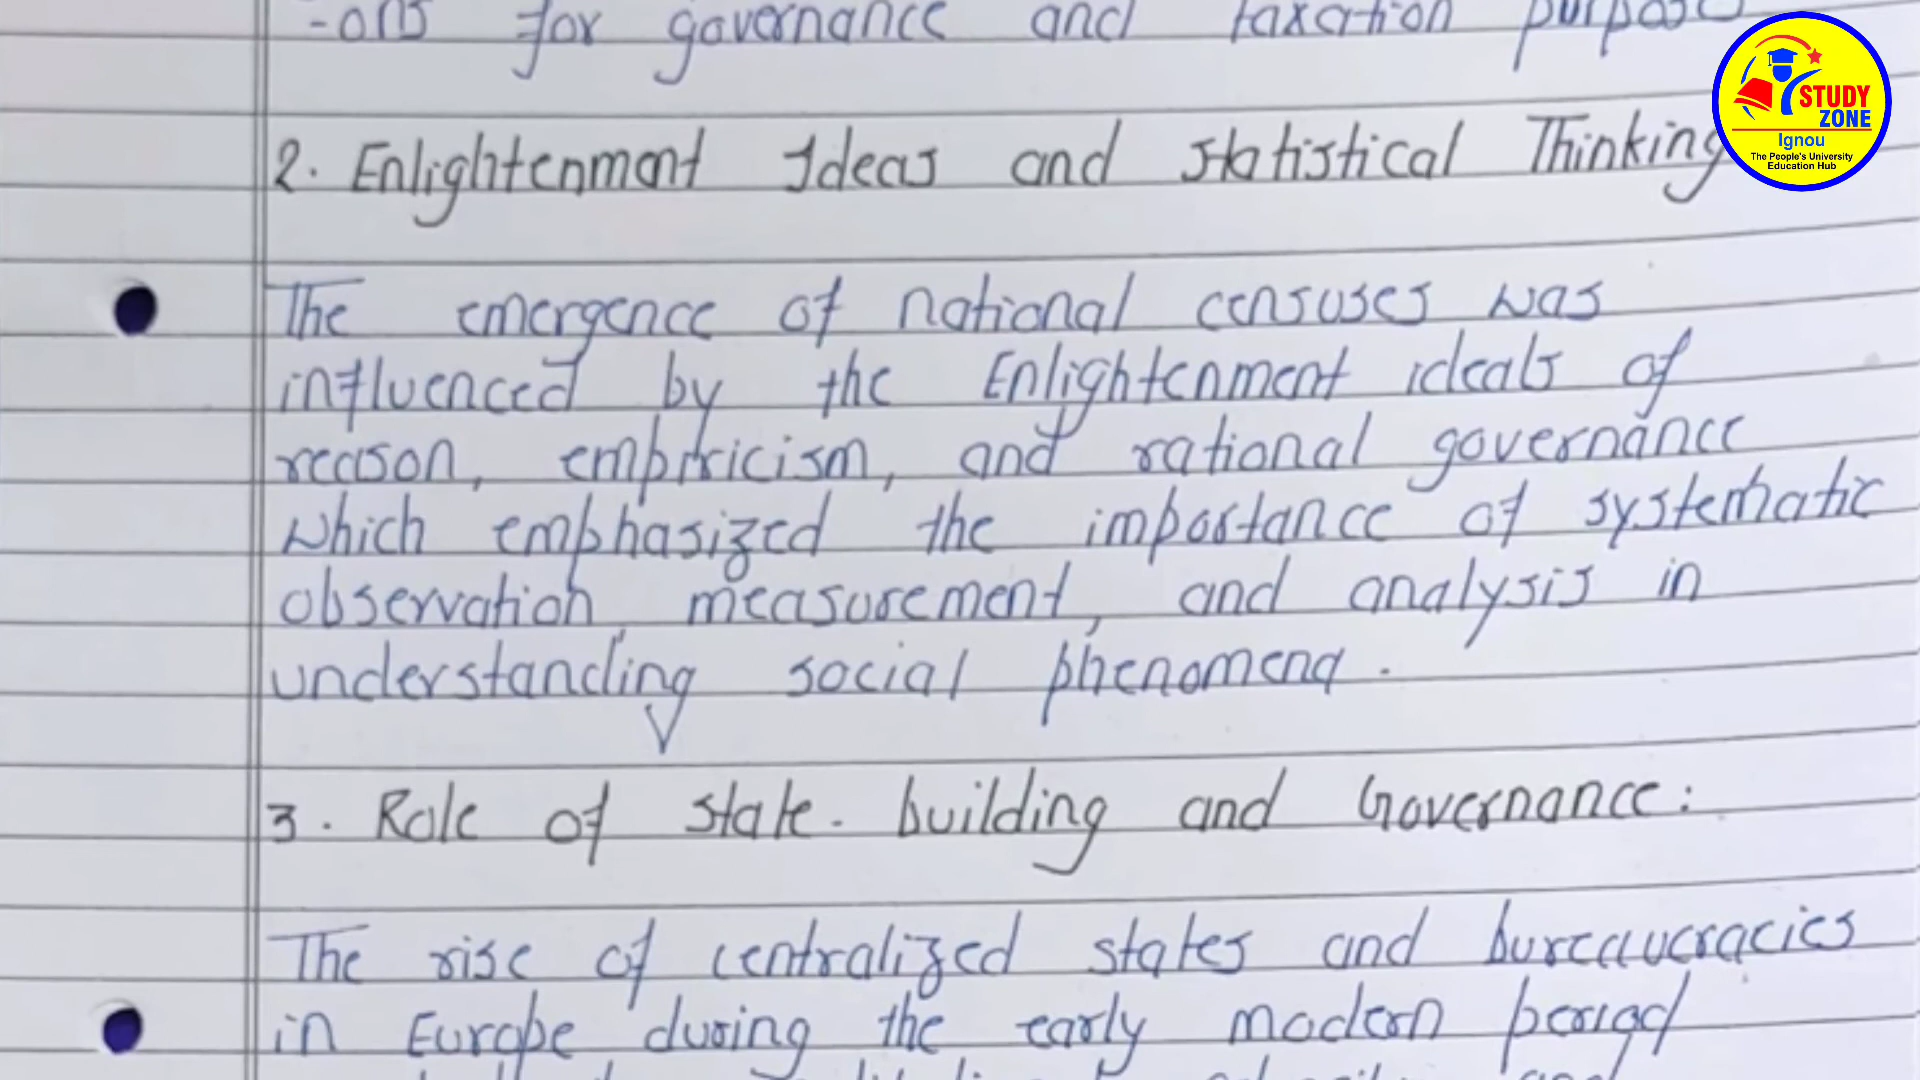 -ons for governance and taxation purpose
STUDY
ZONE
Ignou
The People's University
Education Hub
2. Enlightenment Ideas and statistical Thinking
The emergence of national censuses was
influenced by the Enlightenment ideals of
reason, empiricism, and rational governance
which emphasized the importance of systematic
observation, measurement, and analysis in
understanding social phenomena.
3. Role of state-building and Governance:
The rise of centralized states and bureaucracies
in Europe during the early modern period